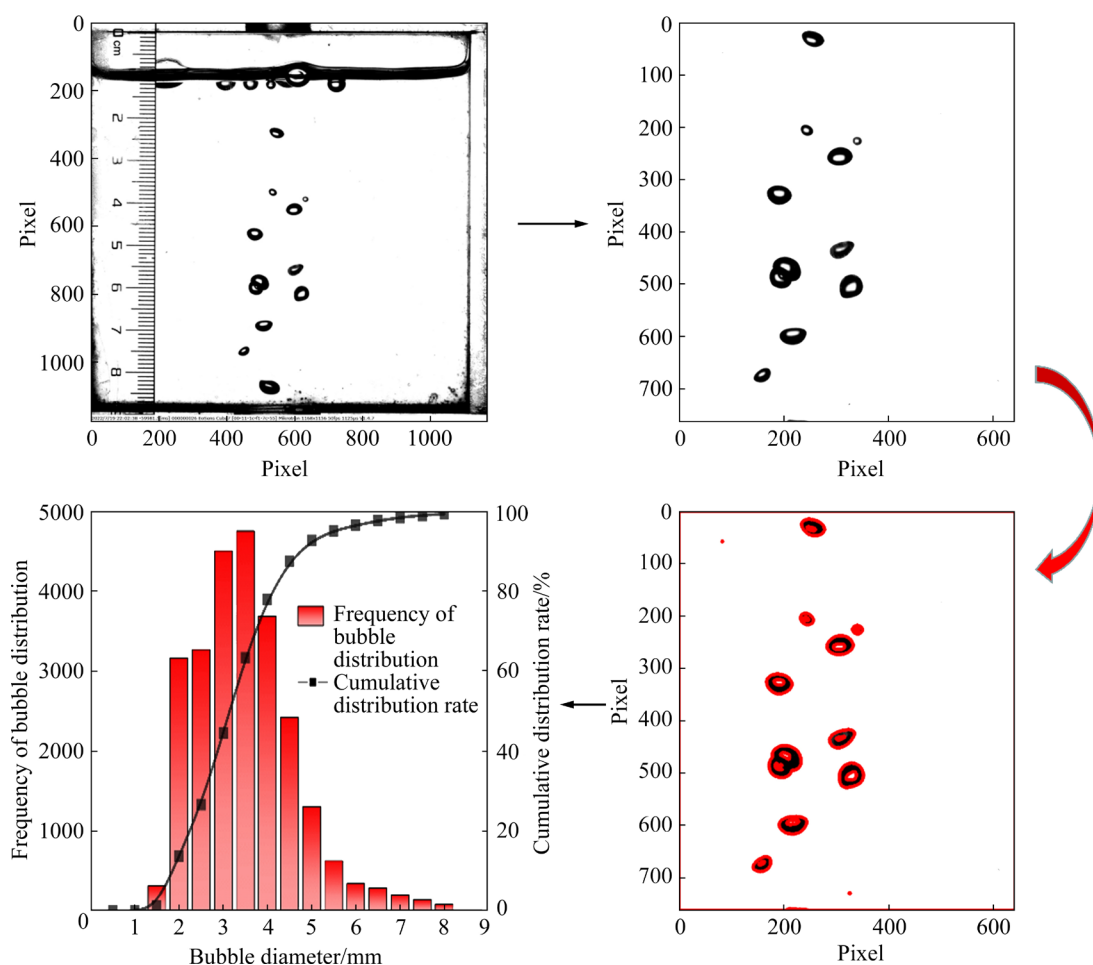 0
200
400
600
800
1000
Pixel
0 cm
2
3
4
5
6
7
8
0 200 400 600 800 1000
Pixel
0
100
200
300
400
500
600
700
Pixel
0 200 400 600
Pixel
5000
4000
3000
2000
1000
0
Frequency of bubble distribution
100
80
60
40
20
0
Cumulative distribution rate/%
Frequency of
bubble
distribution
Cumulative
distribution rate
1 2 3 4 5 6 7 8 9
Bubble diameter/mm
0
100
200
300
400
500
600
700
Pixel
0 200 400 600
Pixel